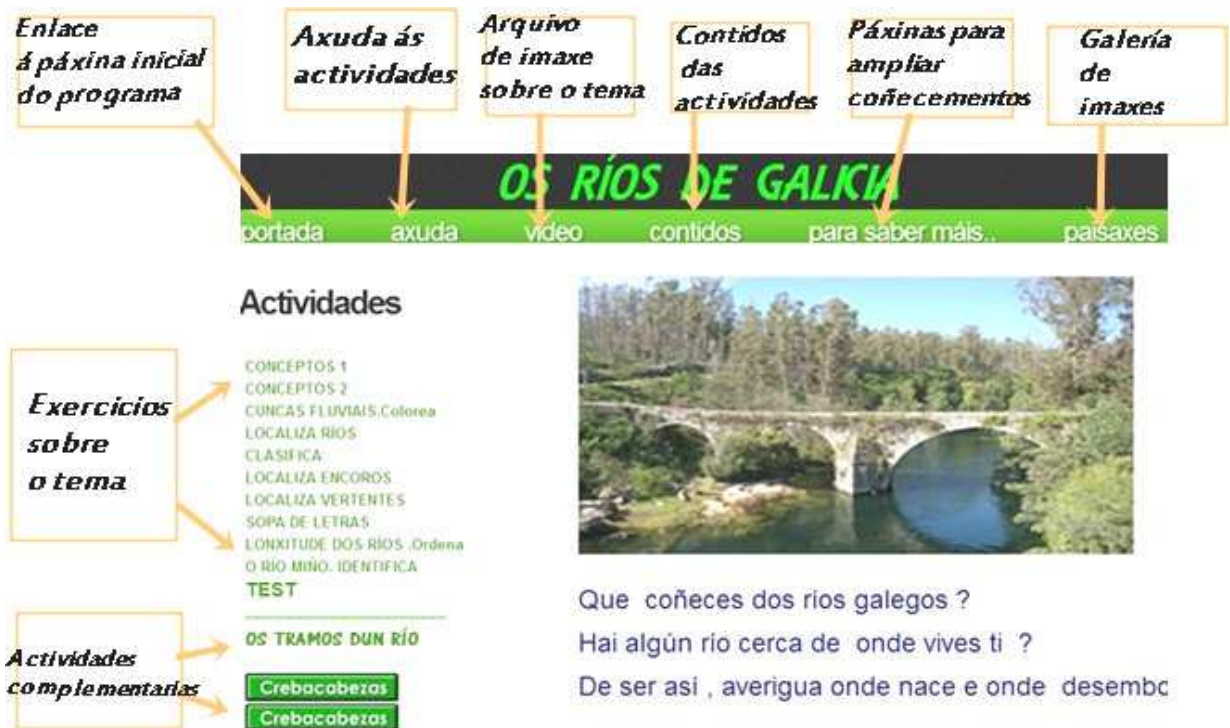 Enlace
á páxina inicial
do programa
Axuda ás
actividades
Arquivo
de imaxe
sobre o tema
Contidos
das
actividades
Páxinas para
ampliar
coñecementos
Galería
de
imaxes
OS RÍOS DE GALICIA
portada axuda video contidos para saber máis.. paisaxes
Actividades
Exercicios
sobre
o tema
CONCEPTOS 1
CONCEPTOS 2
CUNCAS FLUVIAIS.Colorea
LOCALIZA RÍOS
CLASIFICA
LOCALIZA ENCOROS
LOCALIZA VERTENTES
SOPA DE LETRAS
LONXITUDE DOS RÍOS .Ordena
O RÍO MIÑO. IDENTIFICA
TEST
Actividades
complementarias
OS TRAMOS DUN RÍO
Crebacabezas
Crebacabezas
Que coñeces dos rios galegos ?
Hai algún río cerca de onde vives ti ?
De ser asi , averigua onde nace e onde desembo